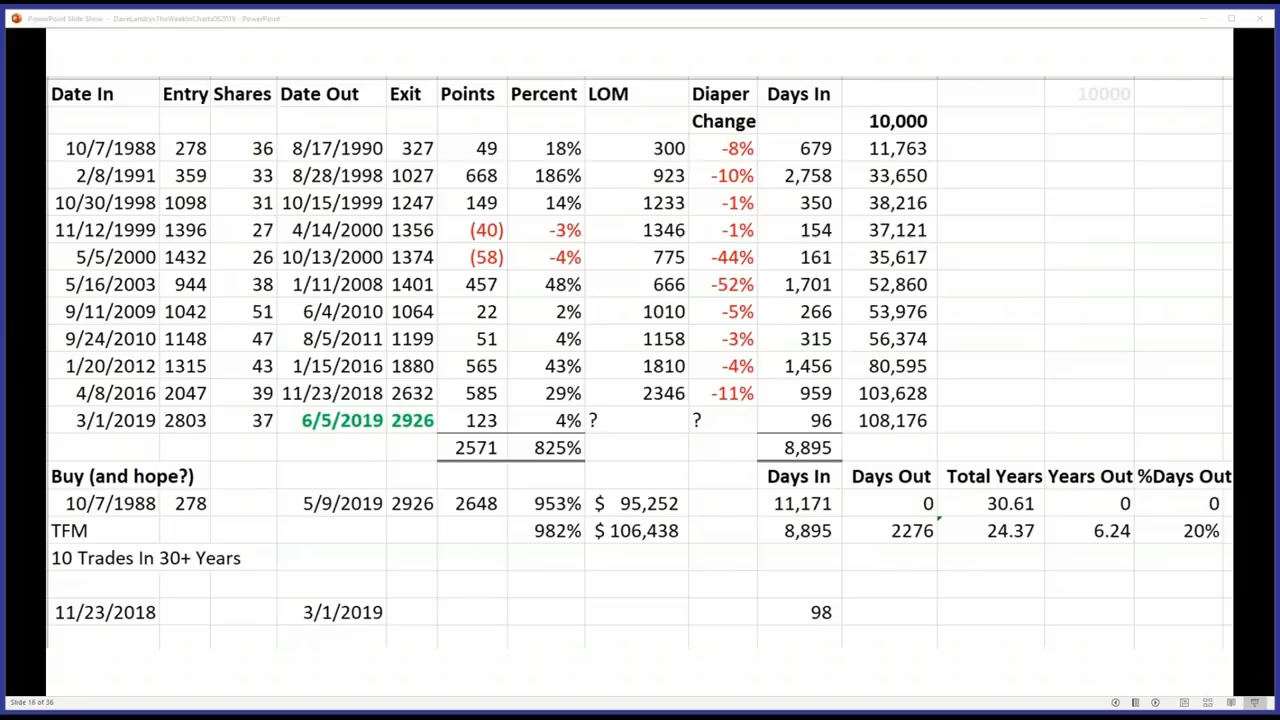 PowerPoint Slide Show - DaveLandrysTheWeekInCharts062019 - PowerPoint
Date In Entry Shares Date Out Exit Points Percent LOM Diaper Days In 10000
Change 10,000
10/7/1988 278 36 8/17/1990 327 49 18% 300 -8% 679 11,763
2/8/1991 359 33 8/28/1998 1027 668 186% 923 -10% 2,758 33,650
10/30/1998 1098 31 10/15/1999 1247 149 14% 1233 -1% 350 38,216
11/12/1999 1396 27 4/14/2000 1356 (40) -3% 1346 -1% 154 37,121
5/5/2000 1432 26 10/13/2000 1374 (58) -4% 775 -44% 161 35,617
5/16/2003 944 38 1/11/2008 1401 457 48% 666 -52% 1,701 52,860
9/11/2009 1042 51 6/4/2010 1064 22 2% 1010 -5% 266 53,976
9/24/2010 1148 47 8/5/2011 1199 51 4% 1158 -3% 315 56,374
1/20/2012 1315 43 1/15/2016 1880 565 43% 1810 -4% 1,456 80,595
4/8/2016 2047 39 11/23/2018 2632 585 29% 2346 -11% 959 103,628
3/1/2019 2803 37 6/5/2019 2926 123 4% ? ? 96 108,176
2571 825% 8,895
Buy (and hope?) Days In Days Out Total Years Years Out %Days Out
10/7/1988 278 5/9/2019 2926 2648 953% $ 95,252 11,171 0 30.61 0 0
TFM 982% $ 106,438 8,895 2276 24.37 6.24 20%
10 Trades In 30+ Years
11/23/2018 3/1/2019 98
Slide 16 of 36